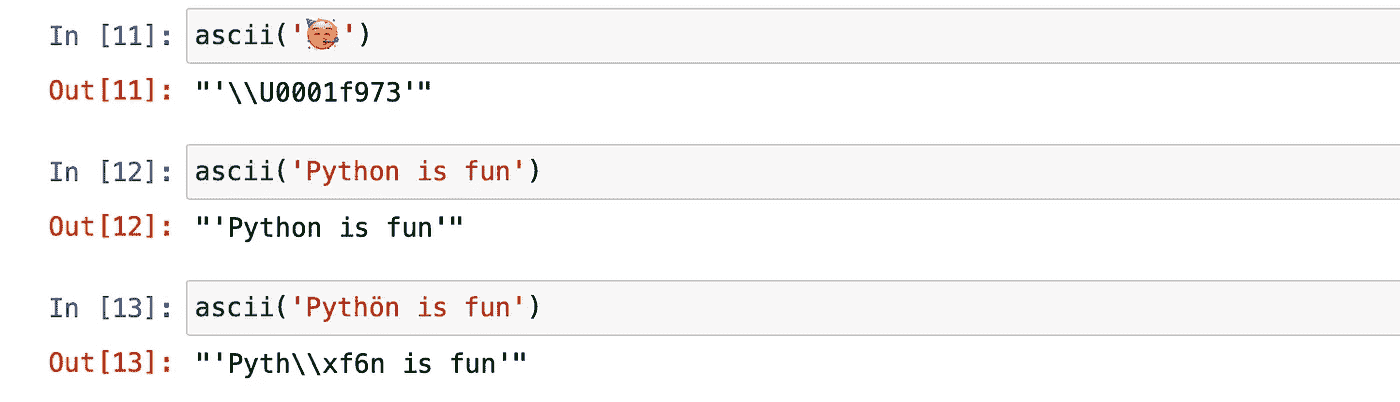 In [11]: ascii('🥳')
Out[11]: "'\\U0001f973'"
In [12]: ascii('Python is fun')
Out[12]: "'Python is fun'"
In [13]: ascii('Pythön is fun')
Out[13]: "'Pyth\\xf6n is fun'"